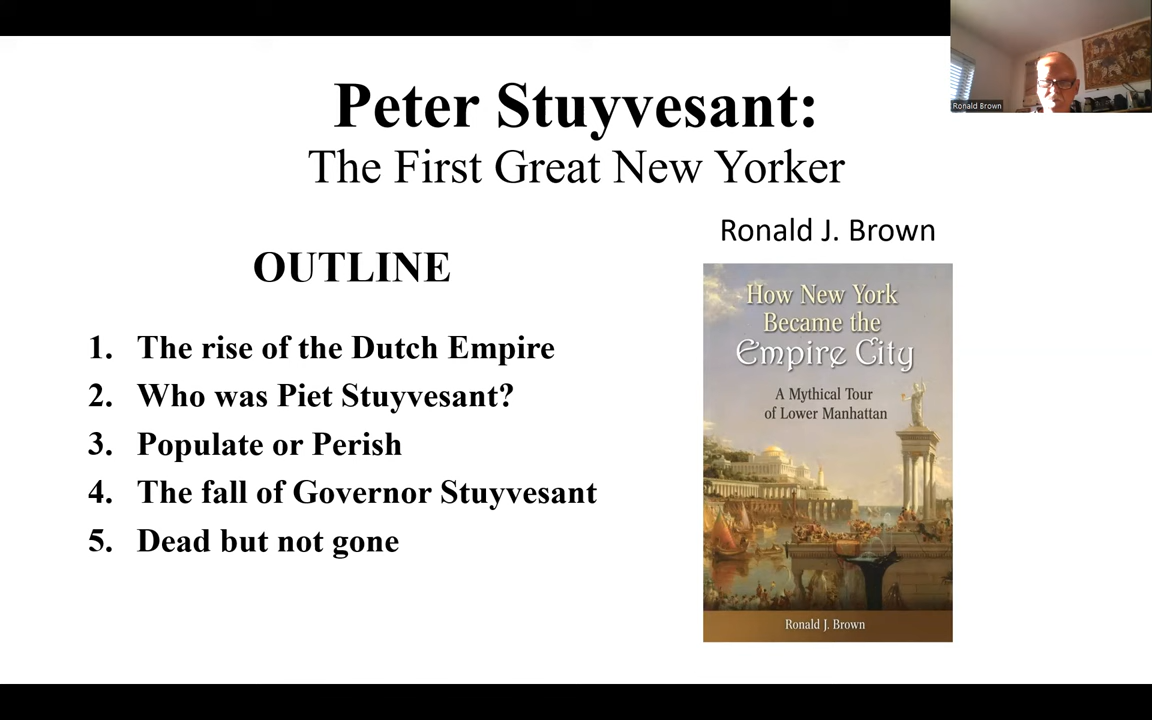 Peter Stuyvesant:
The First Great New Yorker
Ronald Brown
OUTLINE
1. The rise of the Dutch Empire
2. Who was Piet Stuyvesant?
3. Populate or Perish
4. The fall of Governor Stuyvesant
5. Dead but not gone
Ronald J. Brown
How New York
Became the
Empire City
A Mythical Tour
of Lower Manhattan
Ronald J. Brown